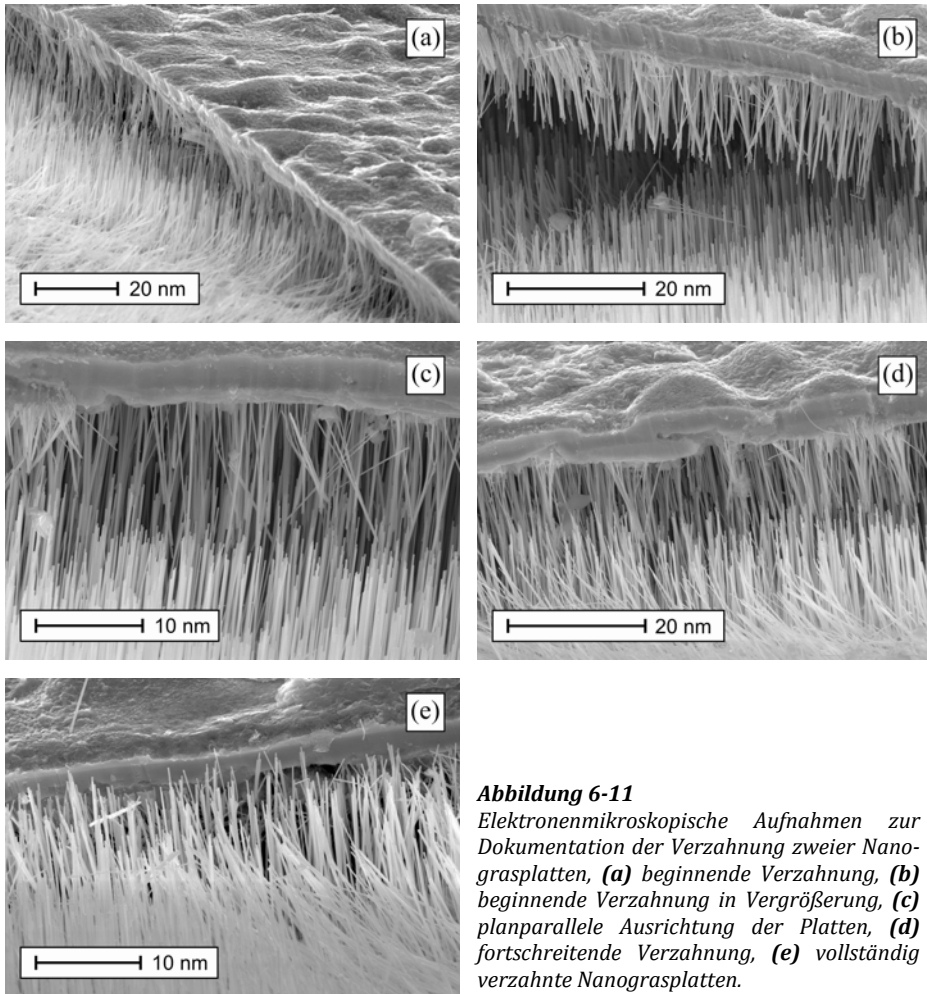 (a)
20 nm
(b)
20 nm
(c)
10 nm
(d)
20 nm
(e)
10 nm
Abbildung 6-11
Elektronenmikroskopische Aufnahmen zur
Dokumentation der Verzahnung zweier Nano-
grasplatten, (a) beginnende Verzahnung, (b)
beginnende Verzahnung in Vergrößerung, (c)
planparallele Ausrichtung der Platten, (d)
fortschreitende Verzahnung, (e) vollständig
verzahnte Nanograsplatten.